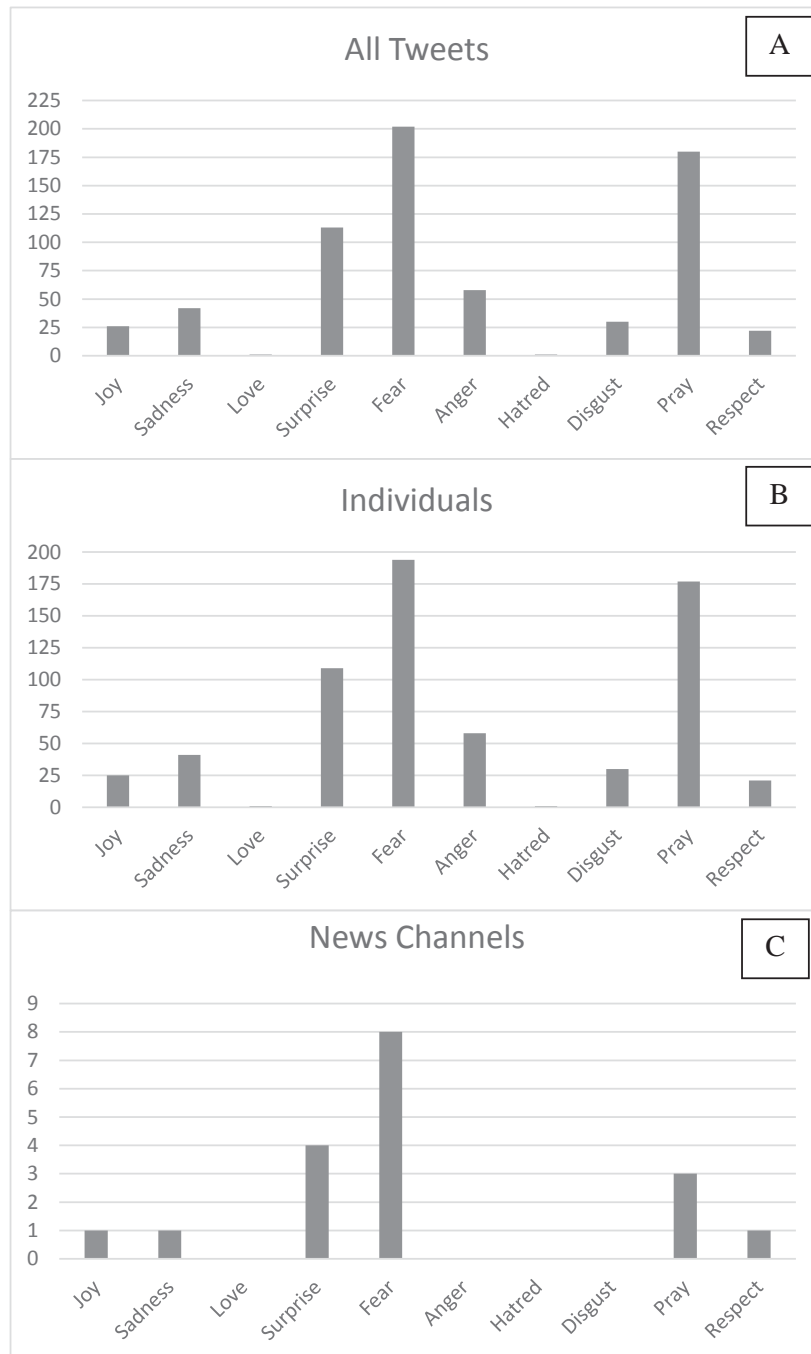 All Tweets
A
225
200
175
150
125
100
75
50
25
0
Joy
Sadness
Love
Surprise
Fear
Anger
Hatred
Disgust
Pray
Respect
Individuals
B
200
175
150
125
100
75
50
25
0
Joy
Sadness
Love
Surprise
Fear
Anger
Hatred
Disgust
Pray
Respect
News Channels
C
9
8
7
6
5
4
3
2
1
0
Joy
Sadness
Love
Surprise
Fear
Anger
Hatred
Disgust
Pray
Respect